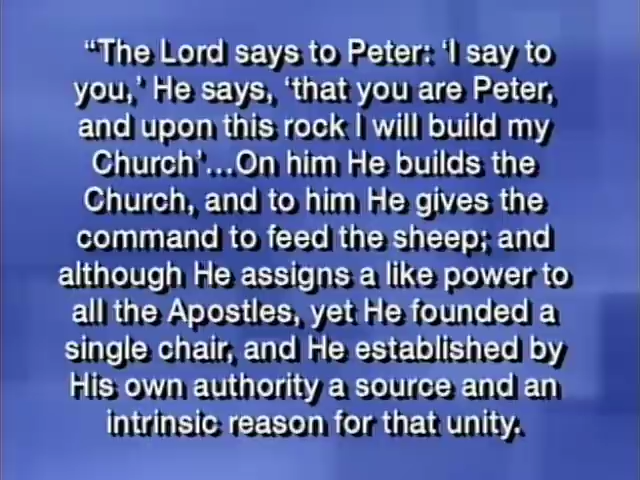 “The Lord says to Peter: ‘I say to
you,’ He says, ‘that you are Peter,
and upon this rock I will build my
Church’...On him He builds the
Church, and to him He gives the
command to feed the sheep; and
although He assigns a like power to
all the Apostles, yet He founded a
single chair, and He established by
His own authority a source and an
intrinsic reason for that unity.